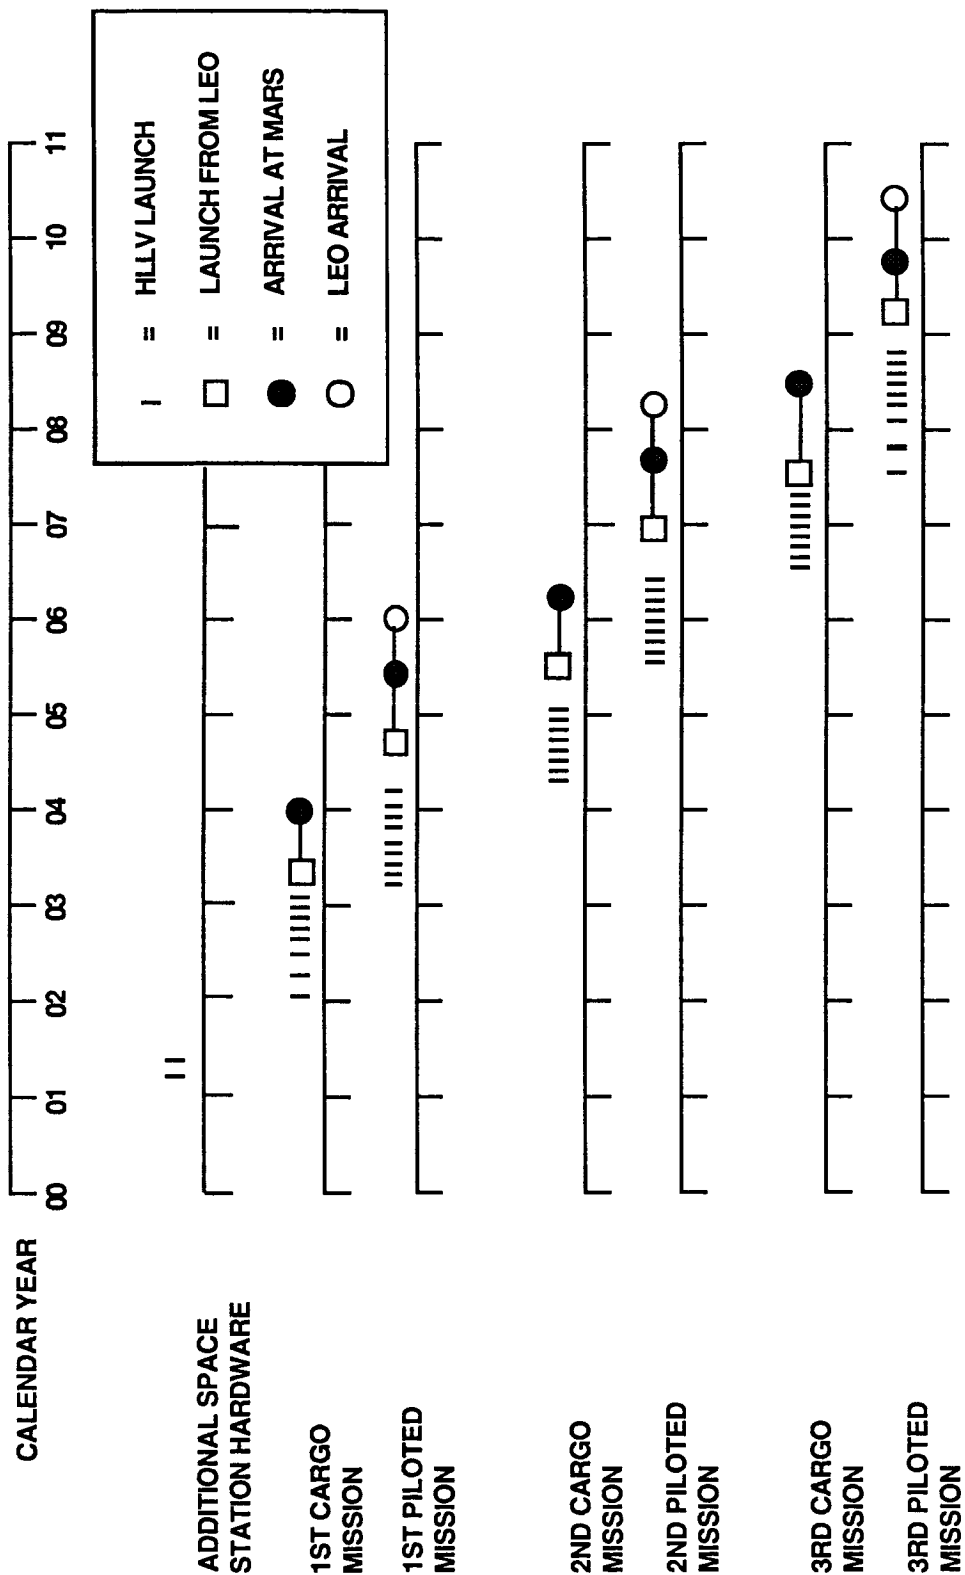 CALENDAR YEAR
00 01 02 03 04 05 06 07 08 09 10 11
= HLLV LAUNCH
= LAUNCH FROM LEO
= ARRIVAL AT MARS
= LEO ARRIVAL
ADDITIONAL SPACE
STATION HARDWARE
1ST CARGO
MISSION
1ST PILOTED
MISSION
2ND CARGO
MISSION
2ND PILOTED
MISSION
3RD CARGO
MISSION
3RD PILOTED
MISSION